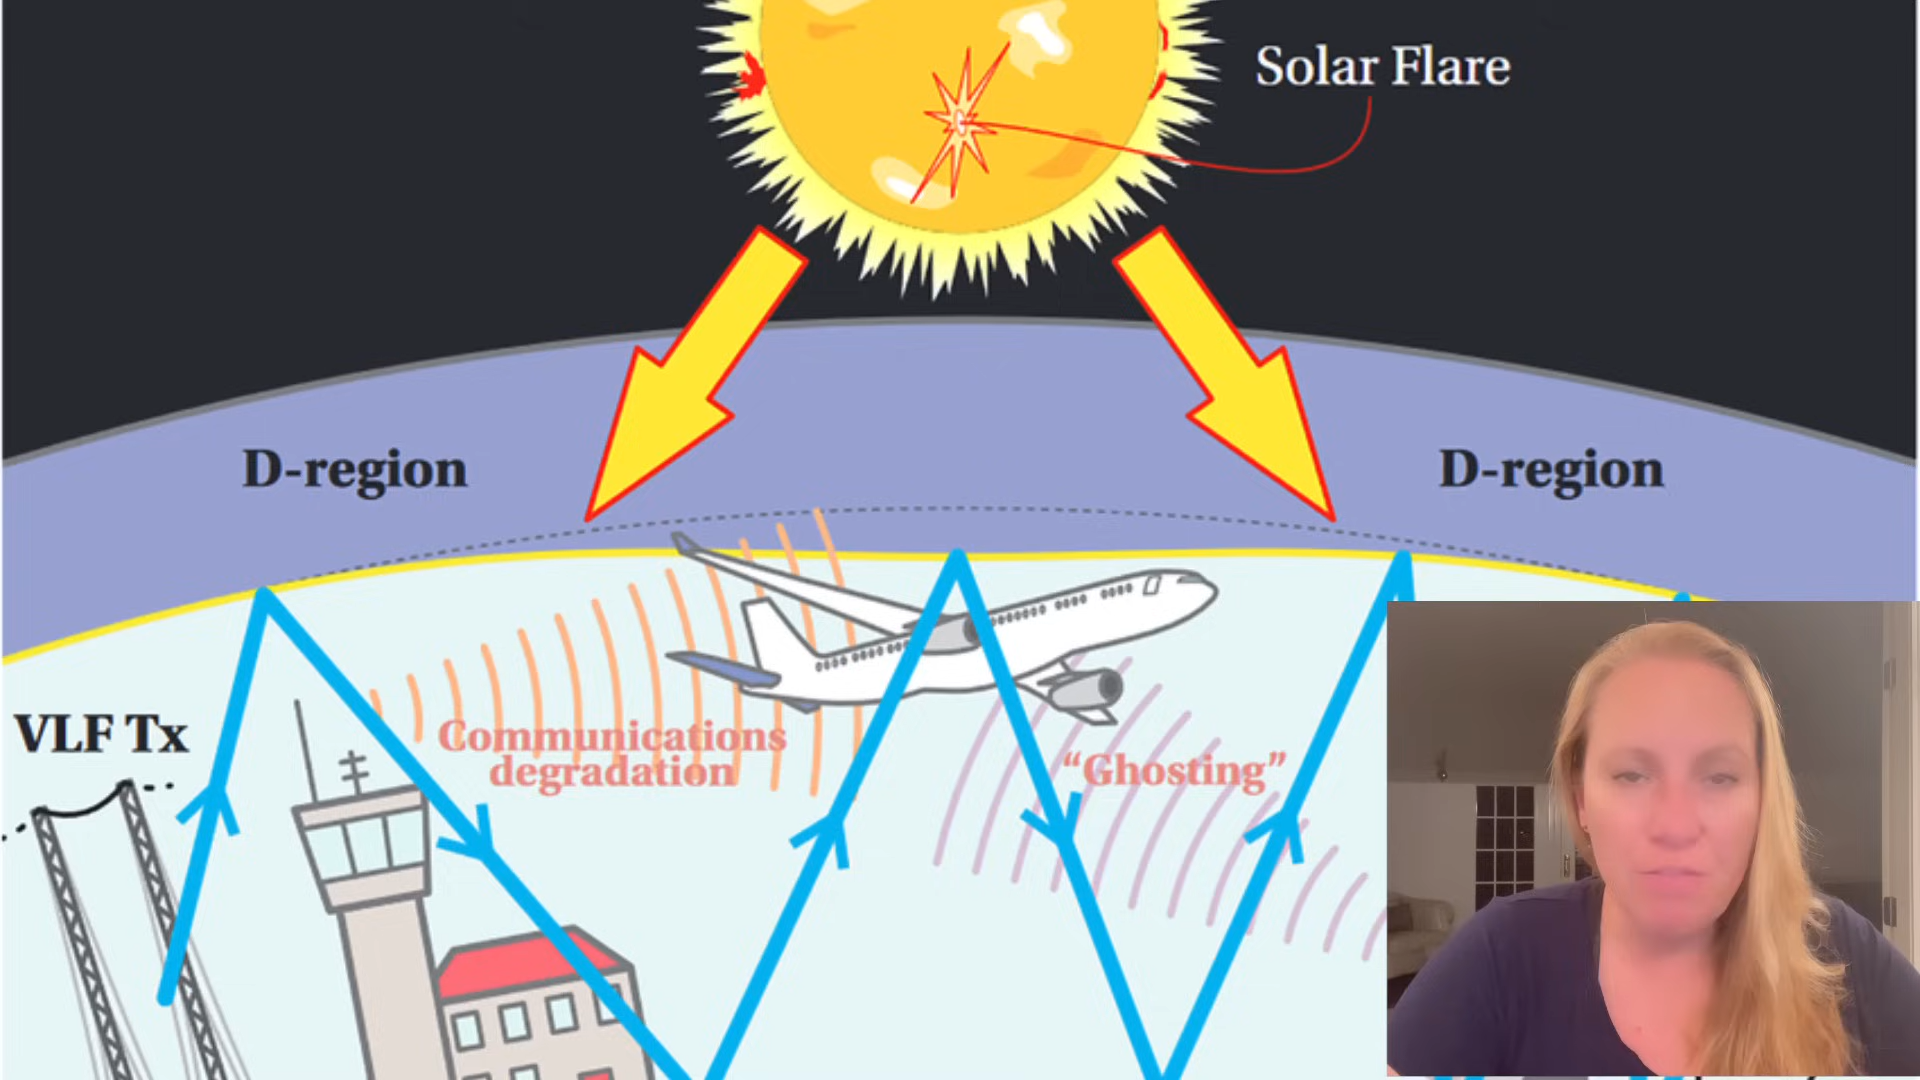 Solar Flare
D-region
D-region
VLF Tx
Communications
degradation
“Ghosting”